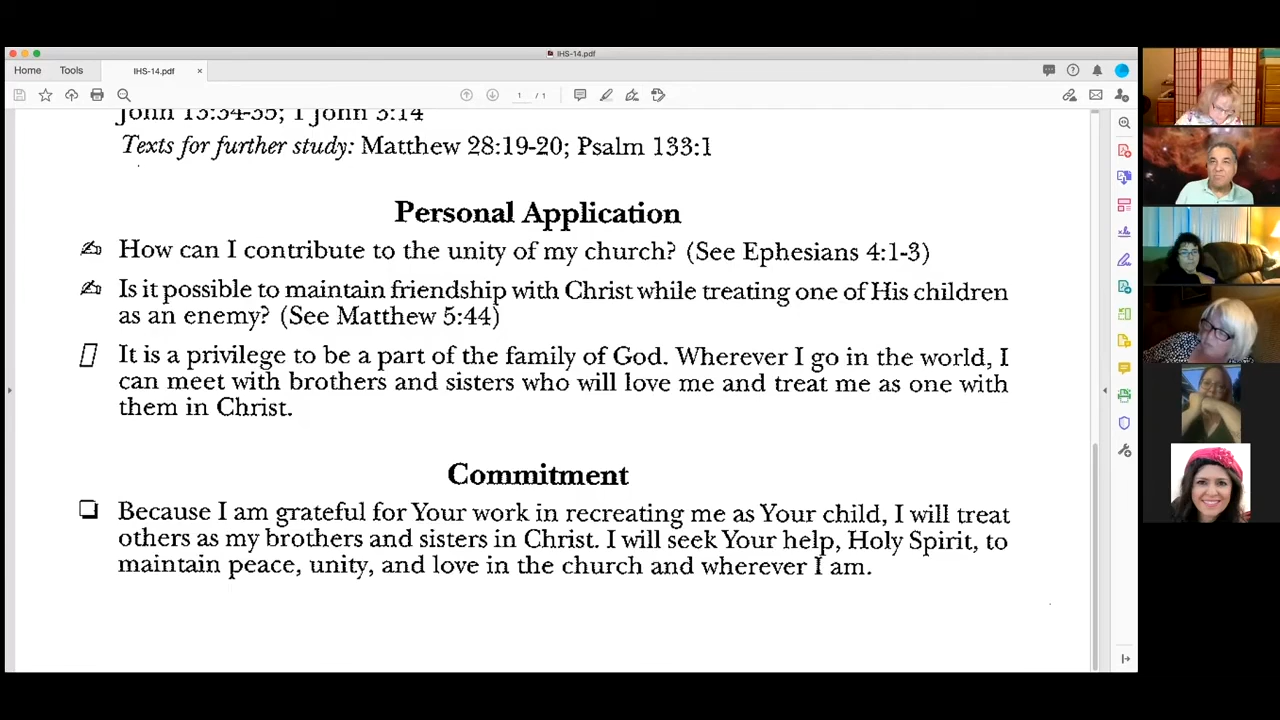 IHS-14.pdf
Home Tools IHS-14.pdf ×
1 / 1
John 13:34-35; 1 John 3:14
Texts for further study: Matthew 28:19-20; Psalm 133:1
Personal Application
How can I contribute to the unity of my church? (See Ephesians 4:1-3)
Is it possible to maintain friendship with Christ while treating one of His children
as an enemy? (See Matthew 5:44)
It is a privilege to be a part of the family of God. Wherever I go in the world, I
can meet with brothers and sisters who will love me and treat me as one with
them in Christ.
Commitment
Because I am grateful for Your work in recreating me as Your child, I will treat
others as my brothers and sisters in Christ. I will seek Your help, Holy Spirit, to
maintain peace, unity, and love in the church and wherever I am.